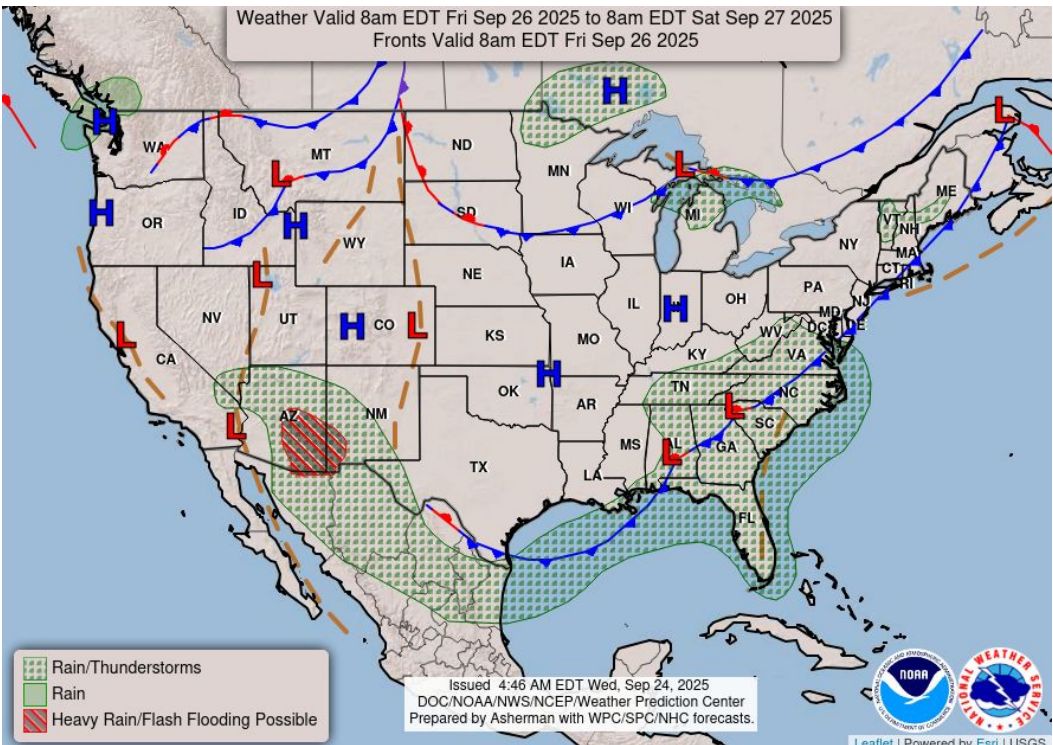 Weather Valid 8am EDT Fri Sep 26 2025 to 8am EDT Sat Sep 27 2025
Fronts Valid 8am EDT Fri Sep 26 2025
H
H
L
L
WA
MT
ND
MN
L
ME
OR
ID
H
H
WY
SD
WI
MI
VT
NH
NY
MA
CT
RI
L
NE
IA
PA
NJ
L
NV
UT
H
CO
L
KS
MO
IL
H
OH
MD
DC
DE
WV
VA
CA
KY
H
TN
NC
L
AZ
NM
OK
AR
L
SC
L
AL
GA
MS
TX
LA
FL
Rain/Thunderstorms
Rain
Heavy Rain/Flash Flooding Possible
Issued 4:46 AM EDT Wed, Sep 24, 2025
DOC/NOAA/NWS/NCEP/Weather Prediction Center
Prepared by Asherman with WPC/SPC/NHC forecasts.
NOAA
NATIONAL WEATHER SERVICE
Leaflet | Powered by Esri | USGS